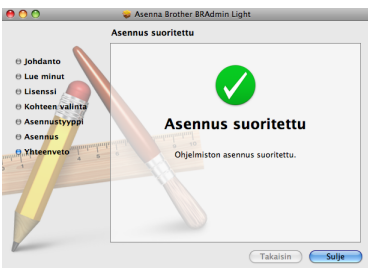 Asenna Brother BRAdmin Light
Asennus suoritettu
Johdanto
Lue minut
Lisenssi
Kohteen valinta
Asennustyyppi
Asennus
Yhteenveto
Asennus suoritettu
Ohjelmiston asennus suoritettu.
Takaisin
Sulje